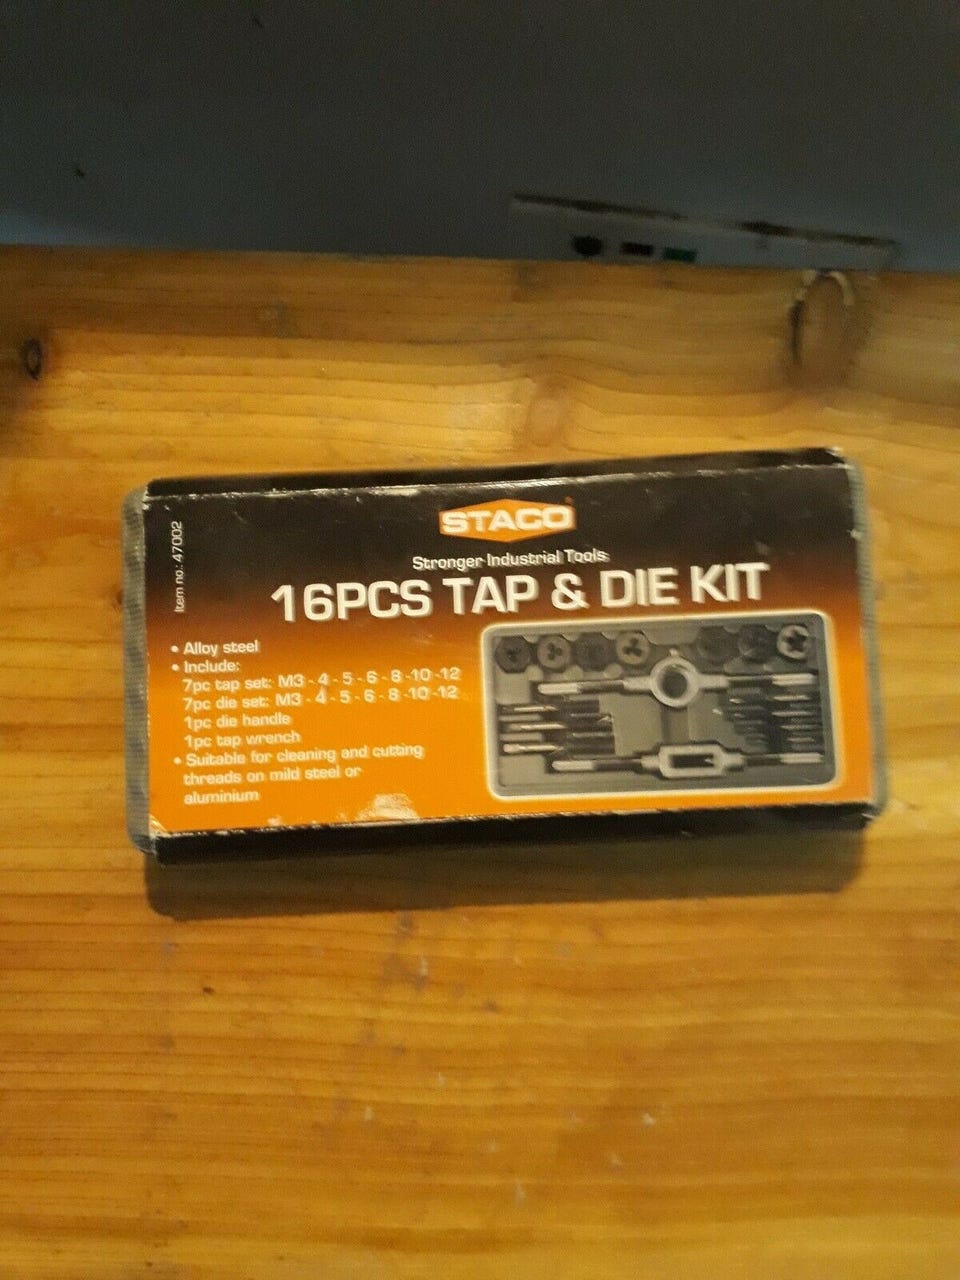 STACO
Stronger Industrial Tools
16PCS TAP & DIE KIT
Item no.: 47002
• Alloy steel
• Include:
7pc tap set: M3 - 4 - 5 - 6 - 8 -10 -12
7pc die set: M3 - 4 - 5 - 6 - 8 -10 -12
1pc die handle
1pc tap wrench
• Suitable for cleaning and cutting
threads on mild steel or
aluminium